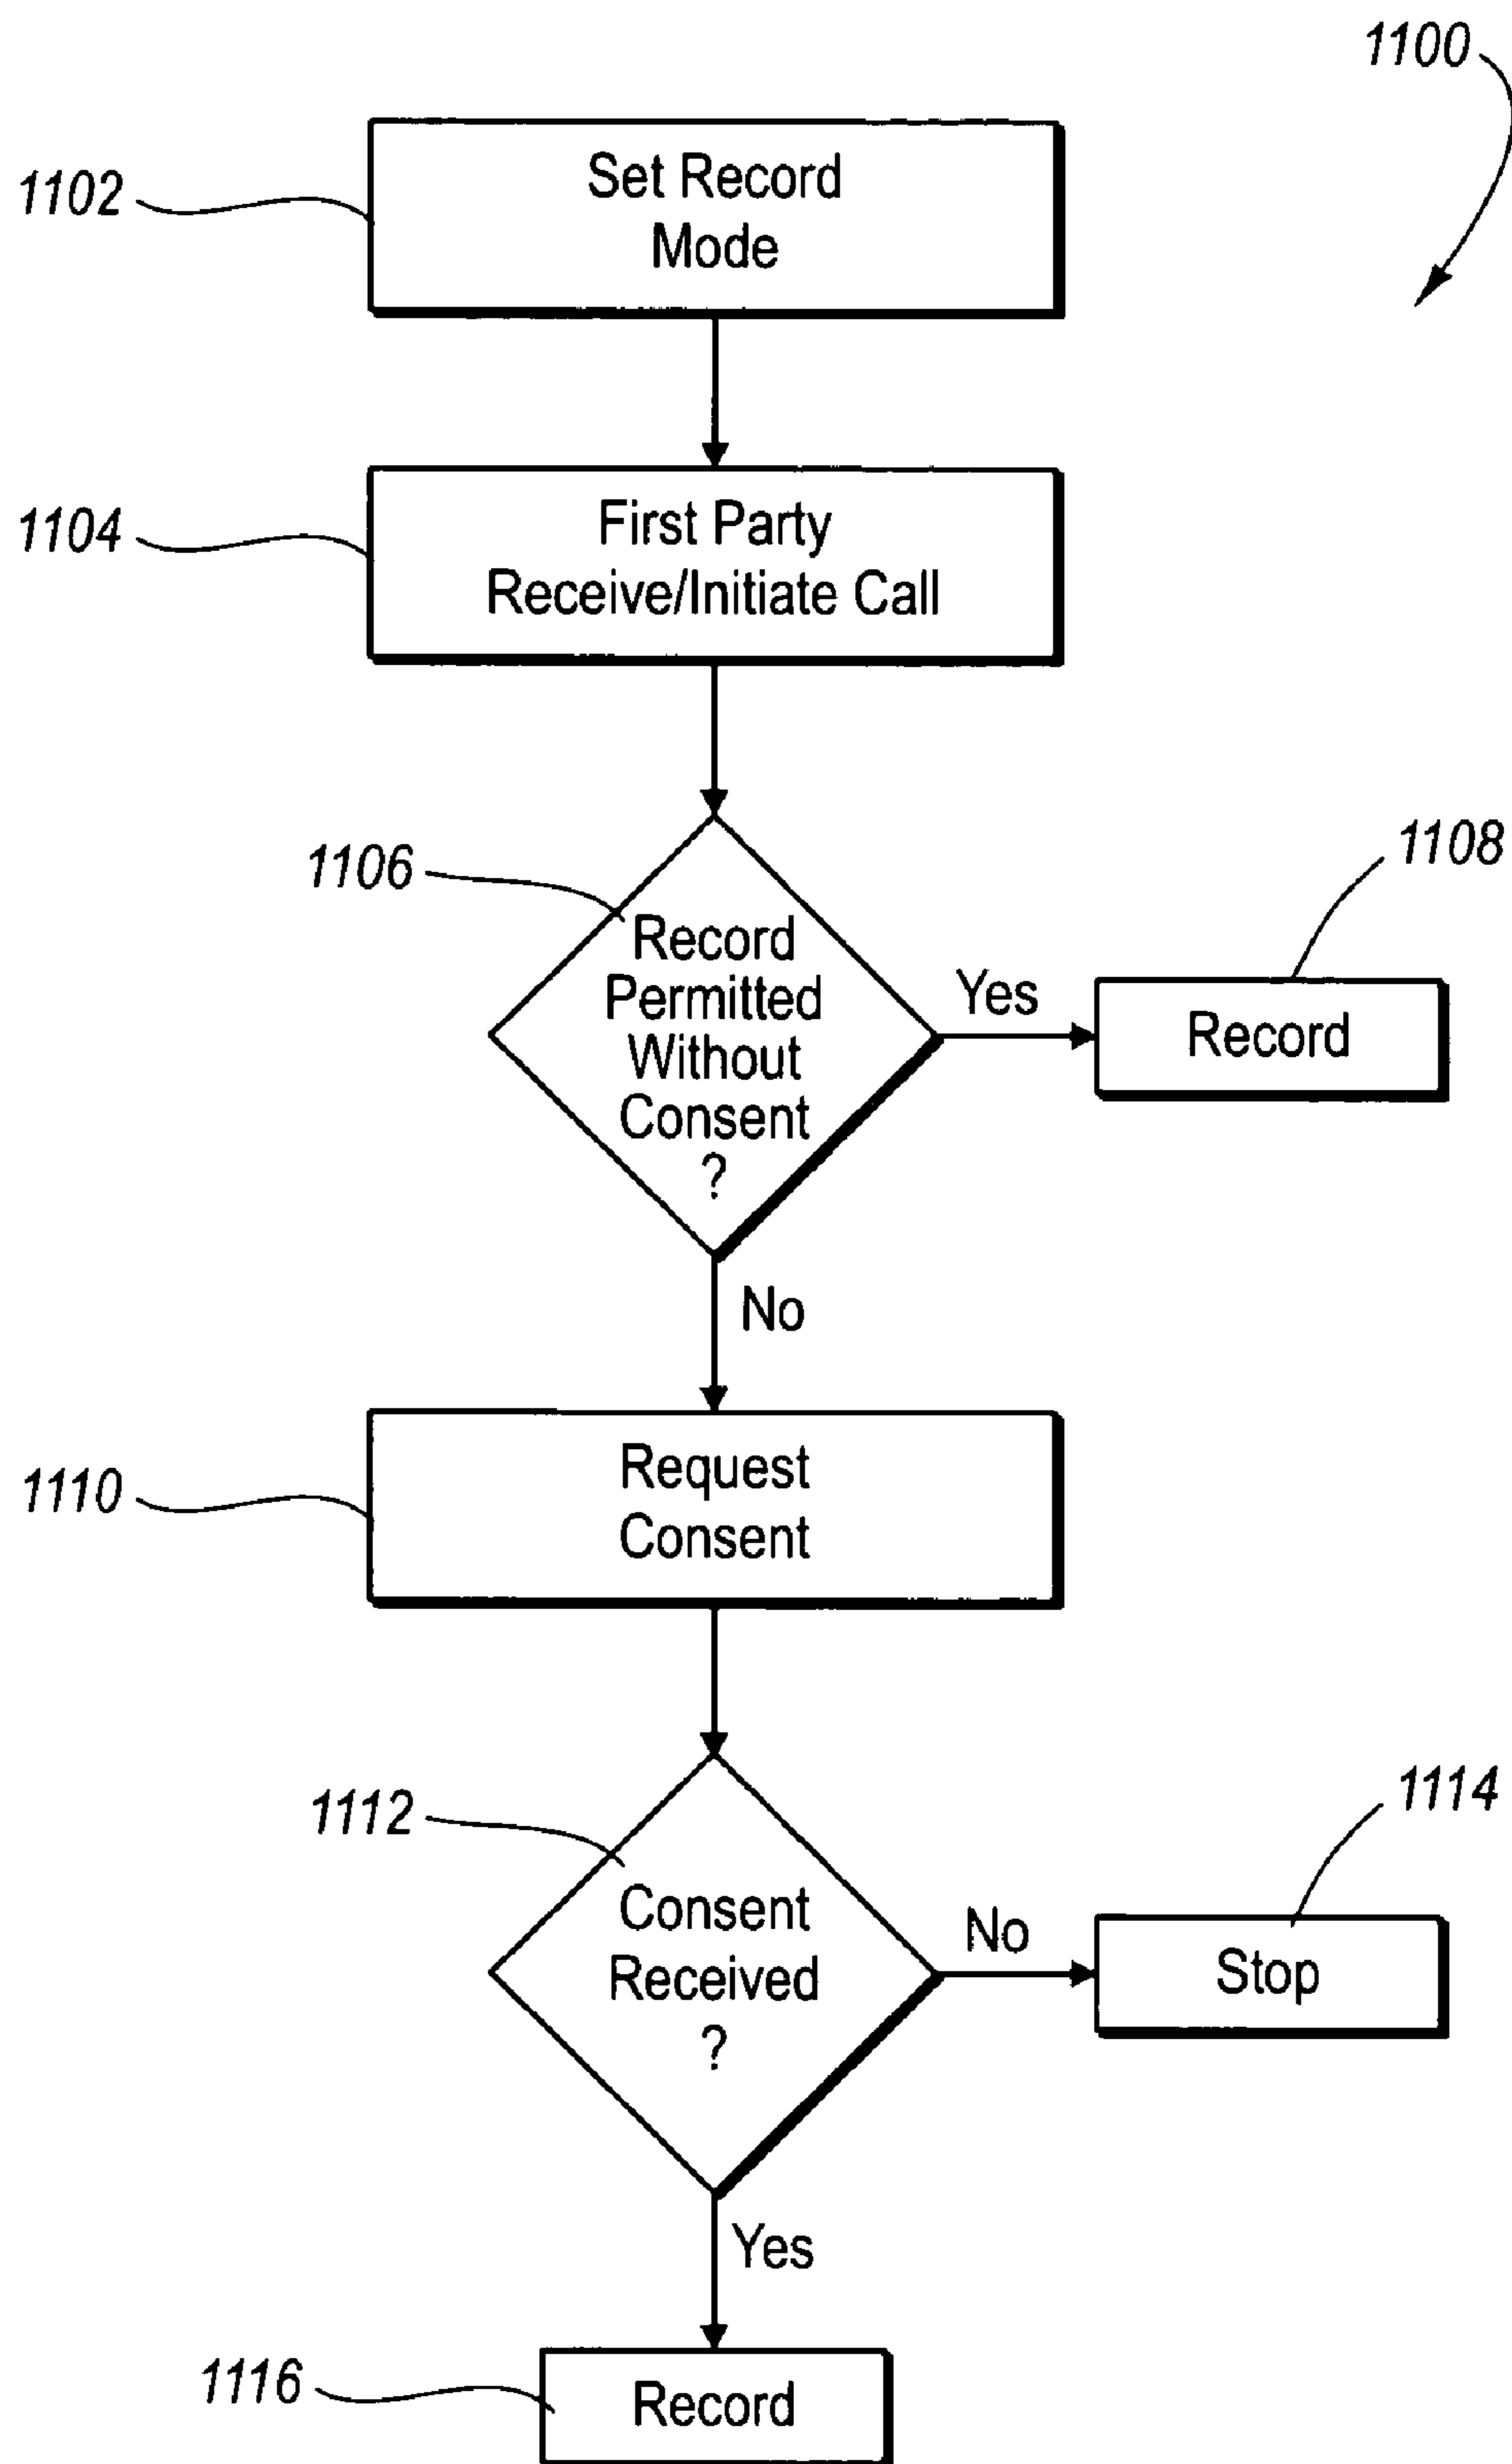 1100
1102
Set Record
Mode
1104
First Party
Receive/Initiate Call
1106
Record
Permitted
Without
Consent
?
Yes
1108
Record
No
1110
Request
Consent
1112
Consent
Received
?
No
1114
Stop
Yes
1116
Record